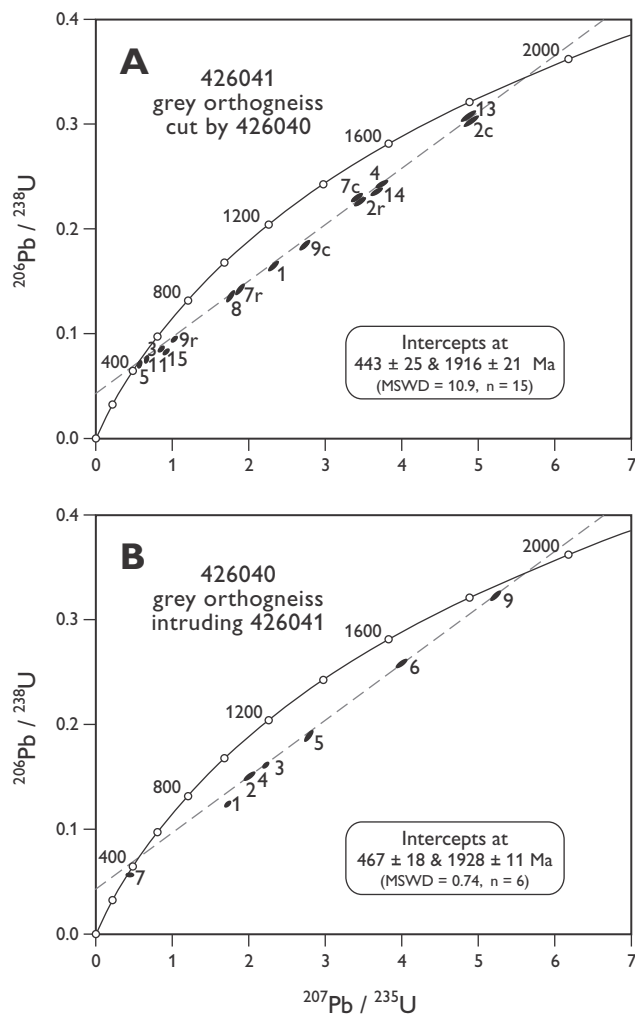 0.4
0.3
0.2
0.1
0.0
206Pb / 238U
A
426041
grey orthogneiss
cut by 426040
2000
1600
1200
800
400
13
2c
4
7c
14
2r
9c
1
7r
8
9r
3
15
11
5
Intercepts at
443 ± 25 & 1916 ± 21 Ma
(MSWD = 10.9, n = 15)
0 1 2 3 4 5 6 7
0.4
0.3
0.2
0.1
0.0
206Pb / 238U
B
426040
grey orthogneiss
intruding 426041
2000
1600
1200
800
400
9
6
5
3
4
2
1
7
Intercepts at
467 ± 18 & 1928 ± 11 Ma
(MSWD = 0.74, n = 6)
0 1 2 3 4 5 6 7
207Pb / 235U